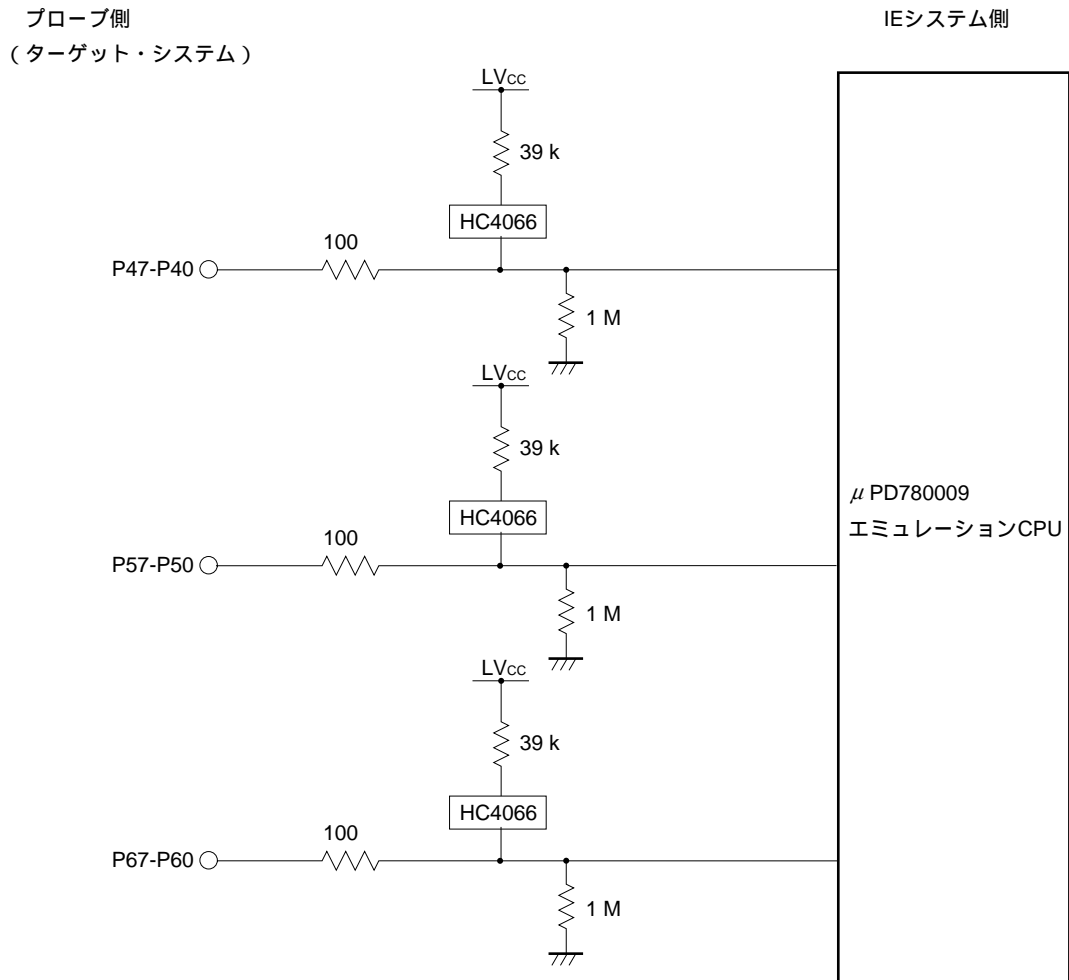 プローブ側
（ターゲット・システム）
IEシステム側
LVCC
39 k
HC4066
100
P47-P40
1 M
LVCC
39 k
HC4066
100
P57-P50
1 M
μ PD780009
エミュレーションCPU
LVCC
39 k
HC4066
100
P67-P60
1 M